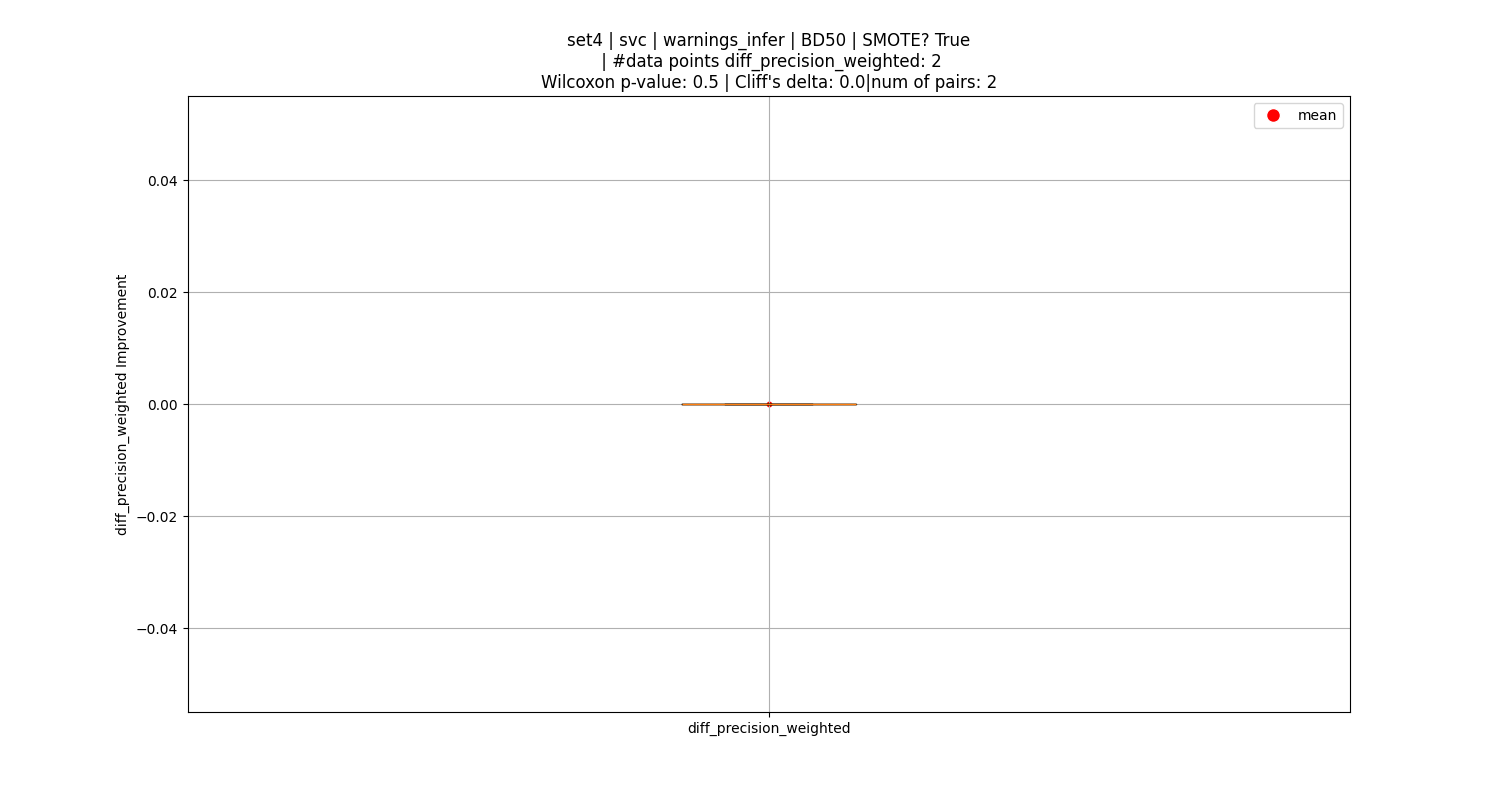 set4 | svc | warnings_infer | BD50 | SMOTE? True
| #data points diff_precision_weighted: 2
Wilcoxon p-value: 0.5 | Cliff's delta: 0.0|num of pairs: 2
mean
0.04
0.02
0.00
−0.02
−0.04
diff_precision_weighted Improvement
diff_precision_weighted